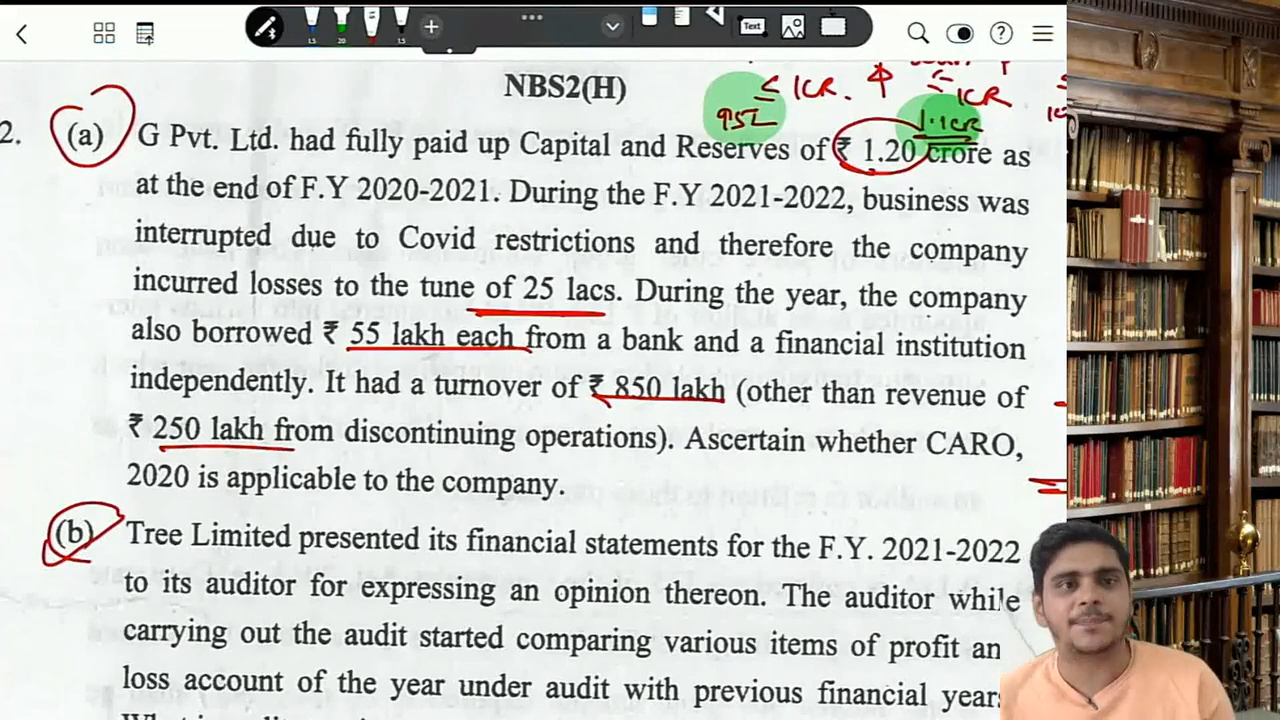 Text
NBS2(H)
≤ 1CR.
≤ 1CR
95L
1.1CR
2. (a) G Pvt. Ltd. had fully paid up Capital and Reserves of ₹ 1.20 crore as
at the end of F.Y 2020-2021. During the F.Y 2021-2022, business was
interrupted due to Covid restrictions and therefore the company
incurred losses to the tune of 25 lacs. During the year, the company
also borrowed ₹ 55 lakh each from a bank and a financial institution
independently. It had a turnover of ₹ 850 lakh (other than revenue of
₹ 250 lakh from discontinuing operations). Ascertain whether CARO,
2020 is applicable to the company.
(b) Tree Limited presented its financial statements for the F.Y. 2021-2022
to its auditor for expressing an opinion thereon. The auditor while
carrying out the audit started comparing various items of profit an
loss account of the year under audit with previous financial years